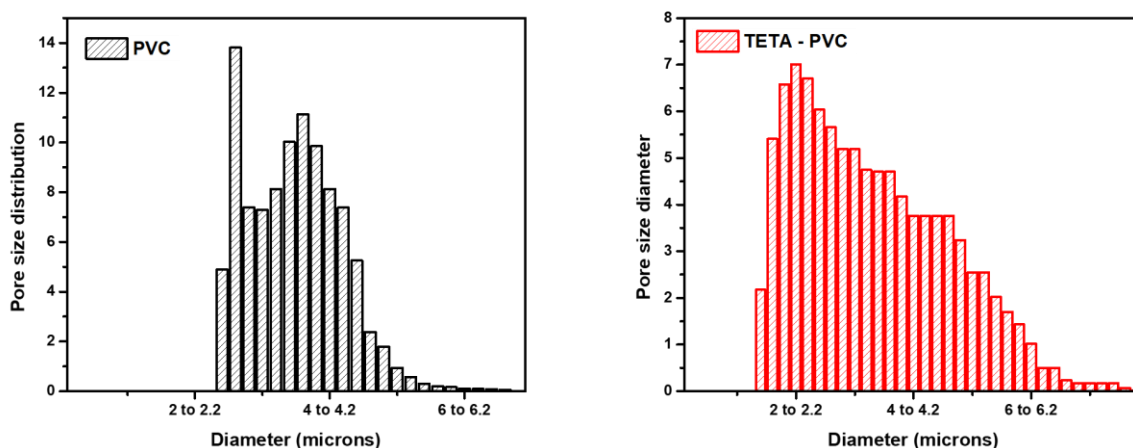 PVC
Pore size distribution
14
12
10
8
6
4
2
0
2 to 2.2
4 to 4.2
6 to 6.2
Diameter (microns)
TETA - PVC
Pore size diameter
8
7
6
5
4
3
2
1
0
2 to 2.2
4 to 4.2
6 to 6.2
Diameter (microns)